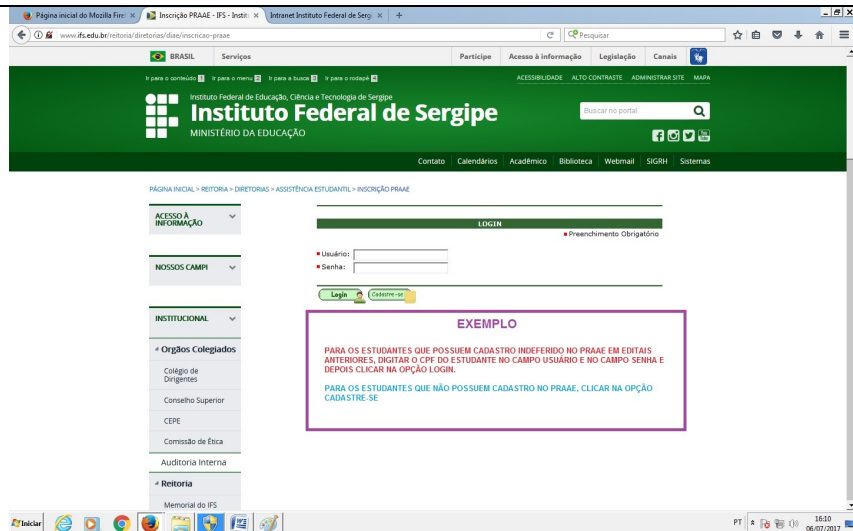 Página inicial do Mozilla Fire
Inscrição PRAAE - IFS - Instit
Intranet Instituto Federal de Serg
www.ifs.edu.br/reitoria/diretorias/diae/inscricao-praae
Pesquisar
BRASIL
Serviços
Participe
Acesso à informação
Legislação
Canais
Ir para o conteúdo 1
Ir para o menu 2
Ir para a busca 3
Ir para o rodapé 4
ACESSIBILIDADE
ALTO CONTRASTE
ADMINISTRAR SITE
MAPA
Instituto Federal de Educação, Ciência e Tecnologia de Sergipe
Instituto Federal de Sergipe
MINISTÉRIO DA EDUCAÇÃO
Buscar no portal
Contato
Calendários
Acadêmico
Biblioteca
Webmail
SIGRH
Sistemas
PÁGINA INICIAL > REITORIA > DIRETORIAS > ASSISTÊNCIA ESTUDANTIL > INSCRIÇÃO PRAAE
ACESSO À
INFORMAÇÃO
NOSSOS CAMPI
INSTITUCIONAL
Orgãos Colegiados
Colégio de
Dirigentes
Conselho Superior
CEPE
Comissão de Ética
Auditoria Interna
Reitoria
Memorial do IFS
LOGIN
Preenchimento Obrigatório
Usuário:
Senha:
Login
Cadastre-se
EXEMPLO
PARA OS ESTUDANTES QUE POSSUEM CADASTRO INDEFERIDO NO PRAAE EM EDITAIS
ANTERIORES, DIGITAR O CPF DO ESTUDANTE NO CAMPO USUÁRIO E NO CAMPO SENHA E
DEPOIS CLICAR NA OPÇÃO LOGIN.
PARA OS ESTUDANTES QUE NÃO POSSUEM CADASTRO NO PRAAE, CLICAR NA OPÇÃO
CADASTRE-SE
Iniciar
PT
16:10
06/07/2017